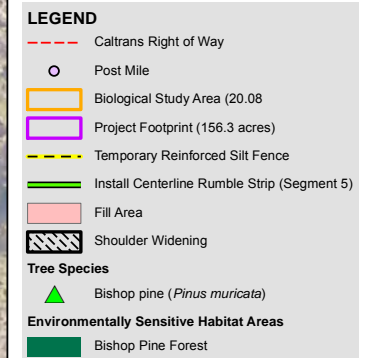 LEGEND
Caltrans Right of Way
Post Mile
Biological Study Area (20.08
Project Footprint (156.3 acres)
Temporary Reinforced Silt Fence
Install Centerline Rumble Strip (Segment 5)
Fill Area
Shoulder Widening
Tree Species
Bishop pine (Pinus muricata)
Environmentally Sensitive Habitat Areas
Bishop Pine Forest